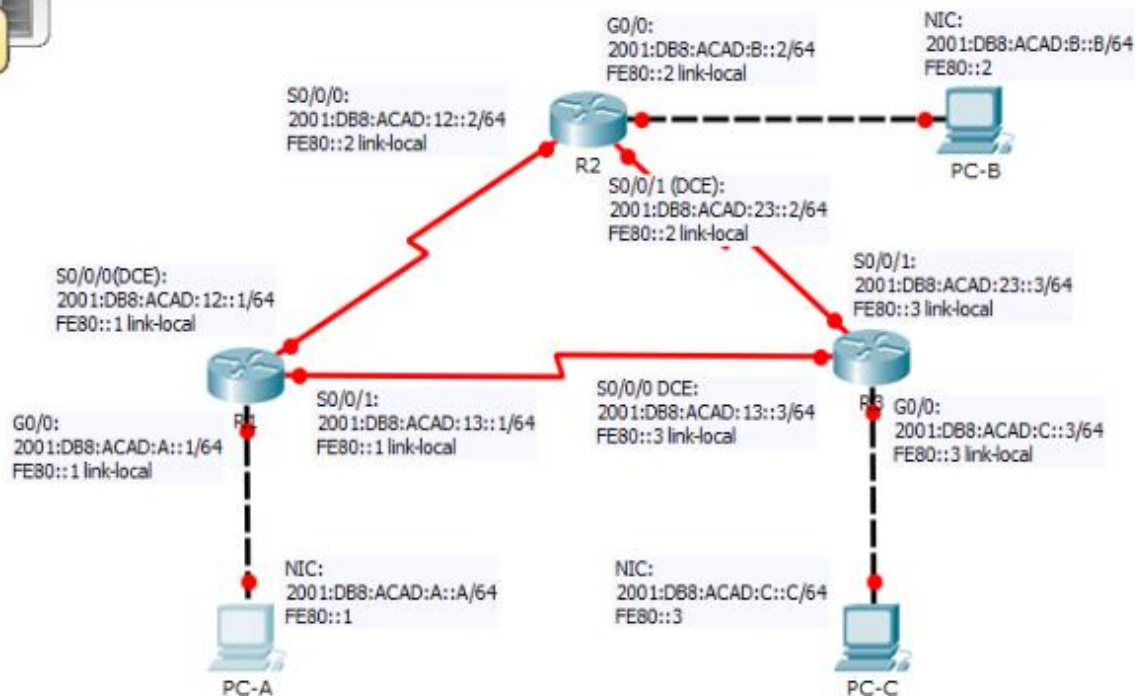 G0/0:
2001:DB8:ACAD:B::2/64
FE80::2 link-local
NIC:
2001:DB8:ACAD:B::B/64
FE80::2
S0/0/0:
2001:DB8:ACAD:12::2/64
FE80::2 link-local
R2
PC-B
S0/0/1 (DCE):
2001:DB8:ACAD:23::2/64
FE80::2 link-local
S0/0/0(DCE):
2001:DB8:ACAD:12::1/64
FE80::1 link-local
S0/0/1:
2001:DB8:ACAD:23::3/64
FE80::3 link-local
R1
R3
G0/0:
2001:DB8:ACAD:A::1/64
FE80::1 link-local
S0/0/1:
2001:DB8:ACAD:13::1/64
FE80::1 link-local
S0/0/0 DCE:
2001:DB8:ACAD:13::3/64
FE80::3 link-local
G0/0:
2001:DB8:ACAD:C::3/64
FE80::3 link-local
NIC:
2001:DB8:ACAD:A::A/64
FE80::1
NIC:
2001:DB8:ACAD:C::C/64
FE80::3
PC-A
PC-C